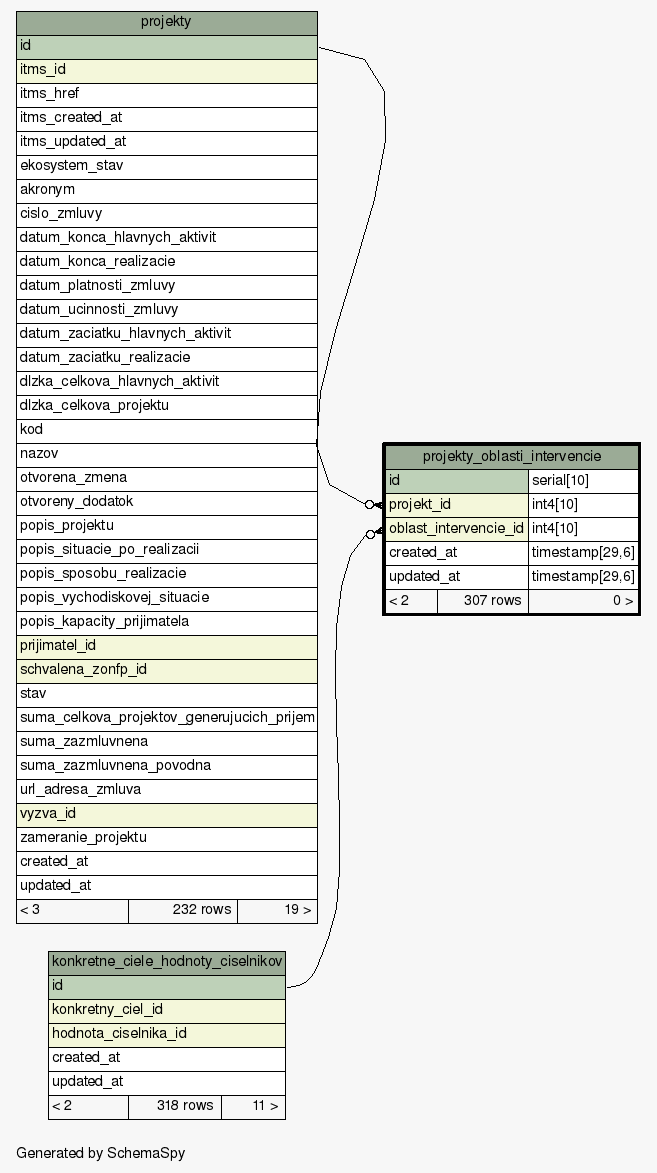 projekty
id
itms_id
itms_href
itms_created_at
itms_updated_at
ekosystem_stav
akronym
cislo_zmluvy
datum_konca_hlavnych_aktivit
datum_konca_realizacie
datum_platnosti_zmluvy
datum_ucinnosti_zmluvy
datum_zaciatku_hlavnych_aktivit
datum_zaciatku_realizacie
dlzka_celkova_hlavnych_aktivit
dlzka_celkova_projektu
kod
nazov
otvorena_zmena
otvoreny_dodatok
popis_projektu
popis_situacie_po_realizacii
popis_sposobu_realizacie
popis_vychodiskovej_situacie
popis_kapacity_prijimatela
prijimatel_id
schvalena_zonfp_id
stav
suma_celkova_projektov_generujucich_prijem
suma_zazmluvnena
suma_zazmluvnena_povodna
url_adresa_zmluva
vyzva_id
zameranie_projektu
created_at
updated_at
< 3 232 rows 19 >
projekty_oblasti_intervencie
id serial[10]
projekt_id int4[10]
oblast_intervencie_id int4[10]
created_at timestamp[29,6]
updated_at timestamp[29,6]
< 2 307 rows 0 >
konkretne_ciele_hodnoty_ciselnikov
id
konkretny_ciel_id
hodnota_ciselnika_id
created_at
updated_at
< 2 318 rows 11 >
Generated by SchemaSpy